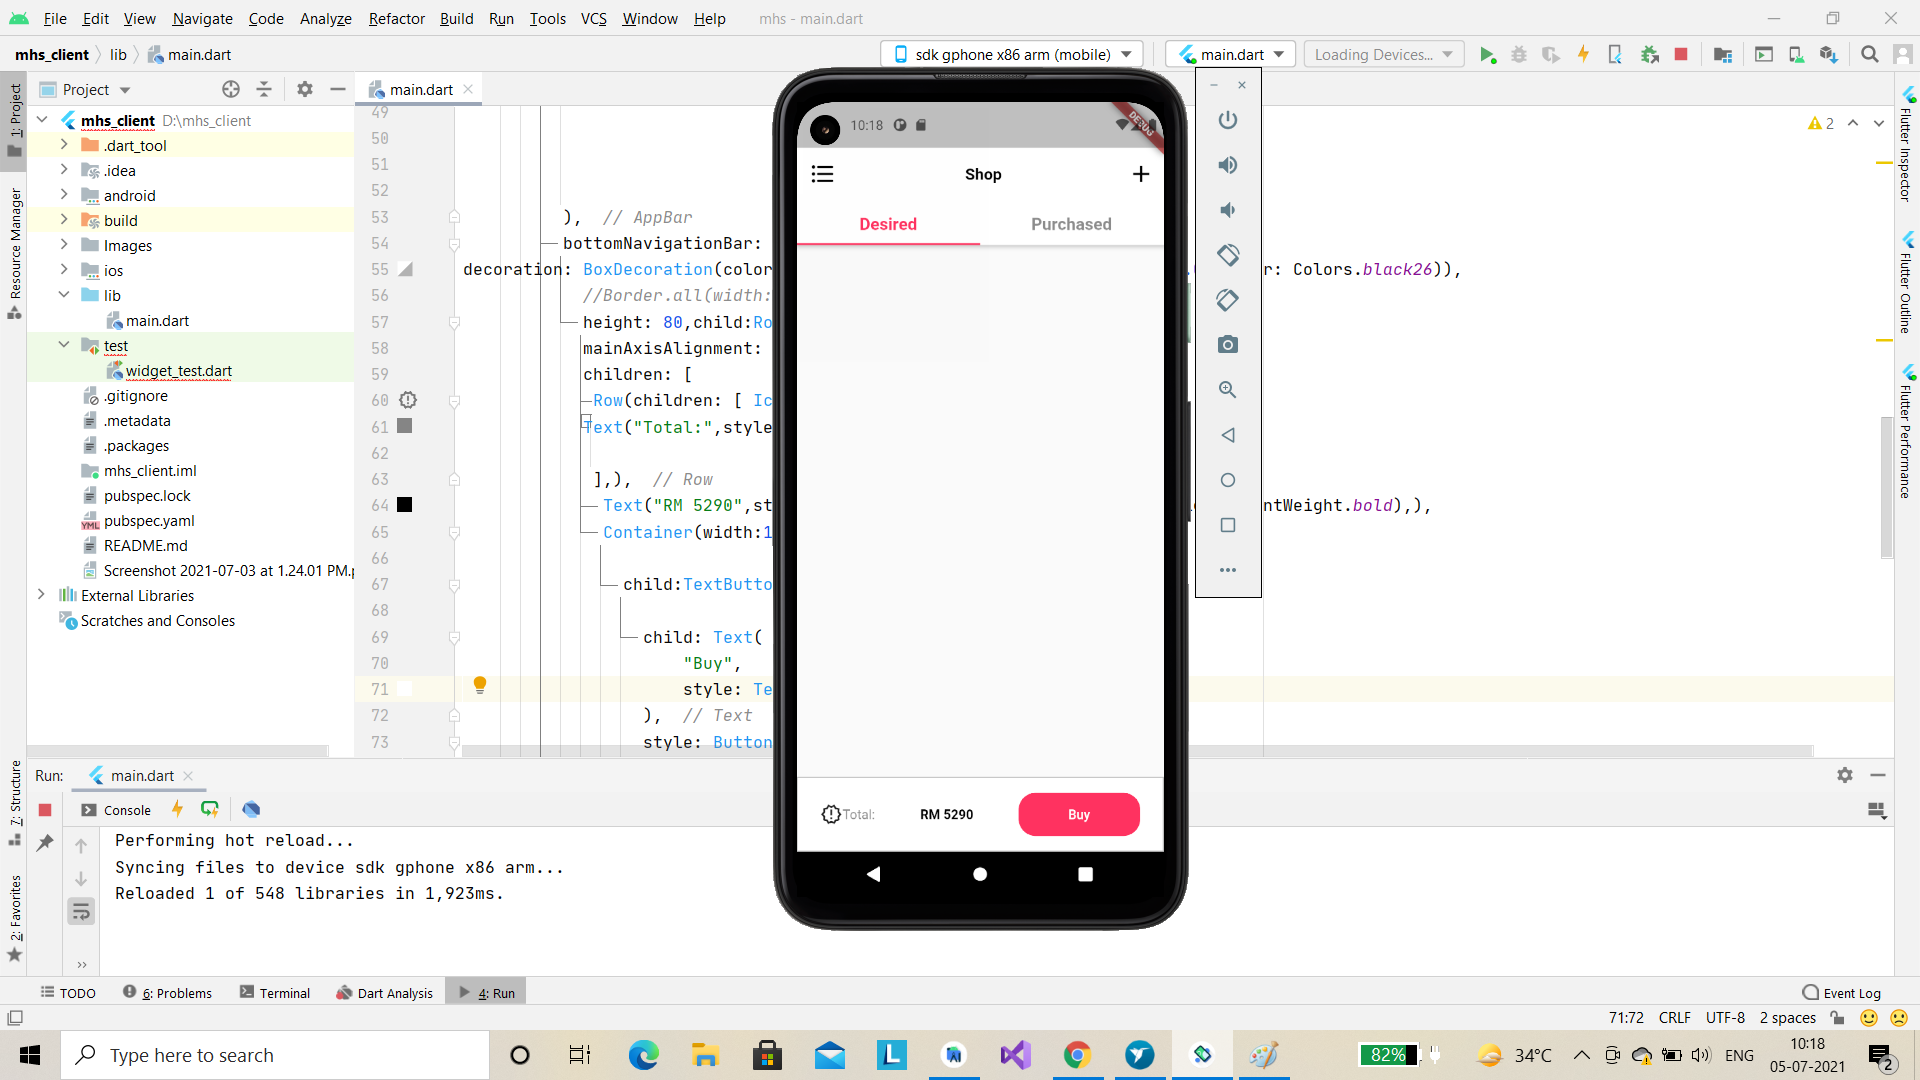 File Edit View Navigate Code Analyze Refactor Build Run Tools VCS Window Help mhs - main.dart
mhs_client lib main.dart sdk gphone x86 arm (mobile) main.dart Loading Devices...
1: Project
Resource Manager
7: Structure
2: Favorites
Project
mhs_client D:\mhs_client
.dart_tool
.idea
android
build
Images
ios
lib
main.dart
test
widget_test.dart
.gitignore
.metadata
.packages
mhs_client.iml
pubspec.lock
pubspec.yaml
README.md
Screenshot 2021-07-03 at 1.24.01 PM.
External Libraries
Scratches and Consoles
main.dart
2
49
50
51
52
53 ), // AppBar
54 bottomNavigationBar:
55 decoration: BoxDecoration(color r: Colors.black26)),
56 //Border.all(width:
57 height: 80,child:Ro
58 mainAxisAlignment:
59 children: [
60 Row(children: [ Ic
61 Text("Total:",style
62
63 ],), // Row
64 Text("RM 5290",st ntWeight.bold),),
65 Container(width:1
66
67 child:TextButto
68
69 child: Text(
70 "Buy",
71 style: Te
72 ), // Text
73 style: Button
10:18
DEBUG
Shop
Desired Purchased
Total: RM 5290 Buy
Flutter Inspector
Flutter Outline
Flutter Performance
Run: main.dart
Console
Performing hot reload...
Syncing files to device sdk gphone x86 arm...
Reloaded 1 of 548 libraries in 1,923ms.
TODO 6: Problems Terminal Dart Analysis 4: Run Event Log
71:72 CRLF UTF-8 2 spaces
Type here to search
82% 34°C ENG 10:18
05-07-2021
2